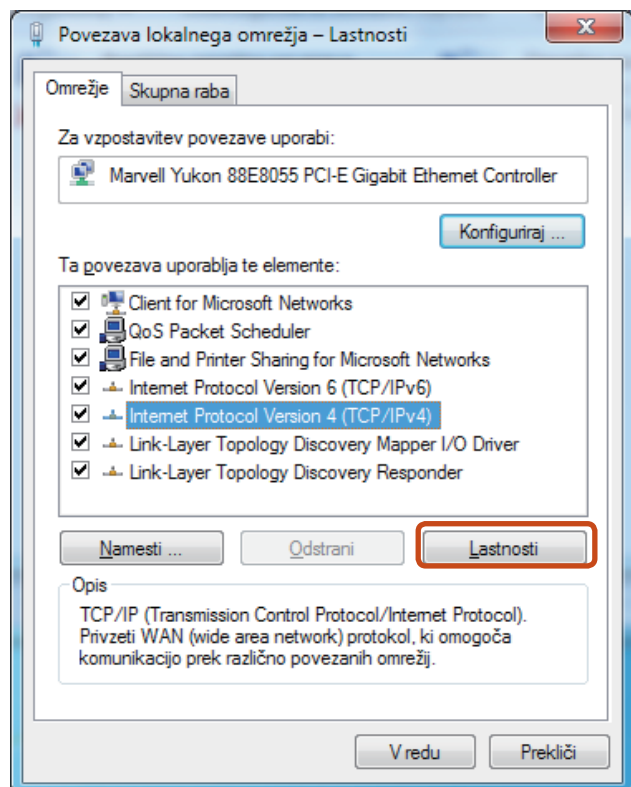 Povezava lokalnega omrežja – Lastnosti
Omrežje
Skupna raba
Za vzpostavitev povezave uporabi:
Marvell Yukon 88E8055 PCI-E Gigabit Ethernet Controller
Konfiguriraj ...
Ta povezava uporablja te elemente:
Client for Microsoft Networks
QoS Packet Scheduler
File and Printer Sharing for Microsoft Networks
Internet Protocol Version 6 (TCP/IPv6)
Internet Protocol Version 4 (TCP/IPv4)
Link-Layer Topology Discovery Mapper I/O Driver
Link-Layer Topology Discovery Responder
Namesti ...
Odstrani
Lastnosti
Opis
TCP/IP (Transmission Control Protocol/Internet Protocol).
Privzeti WAN (wide area network) protokol, ki omogoča
komunikacijo prek različno povezanih omrežij.
V redu
Prekliči